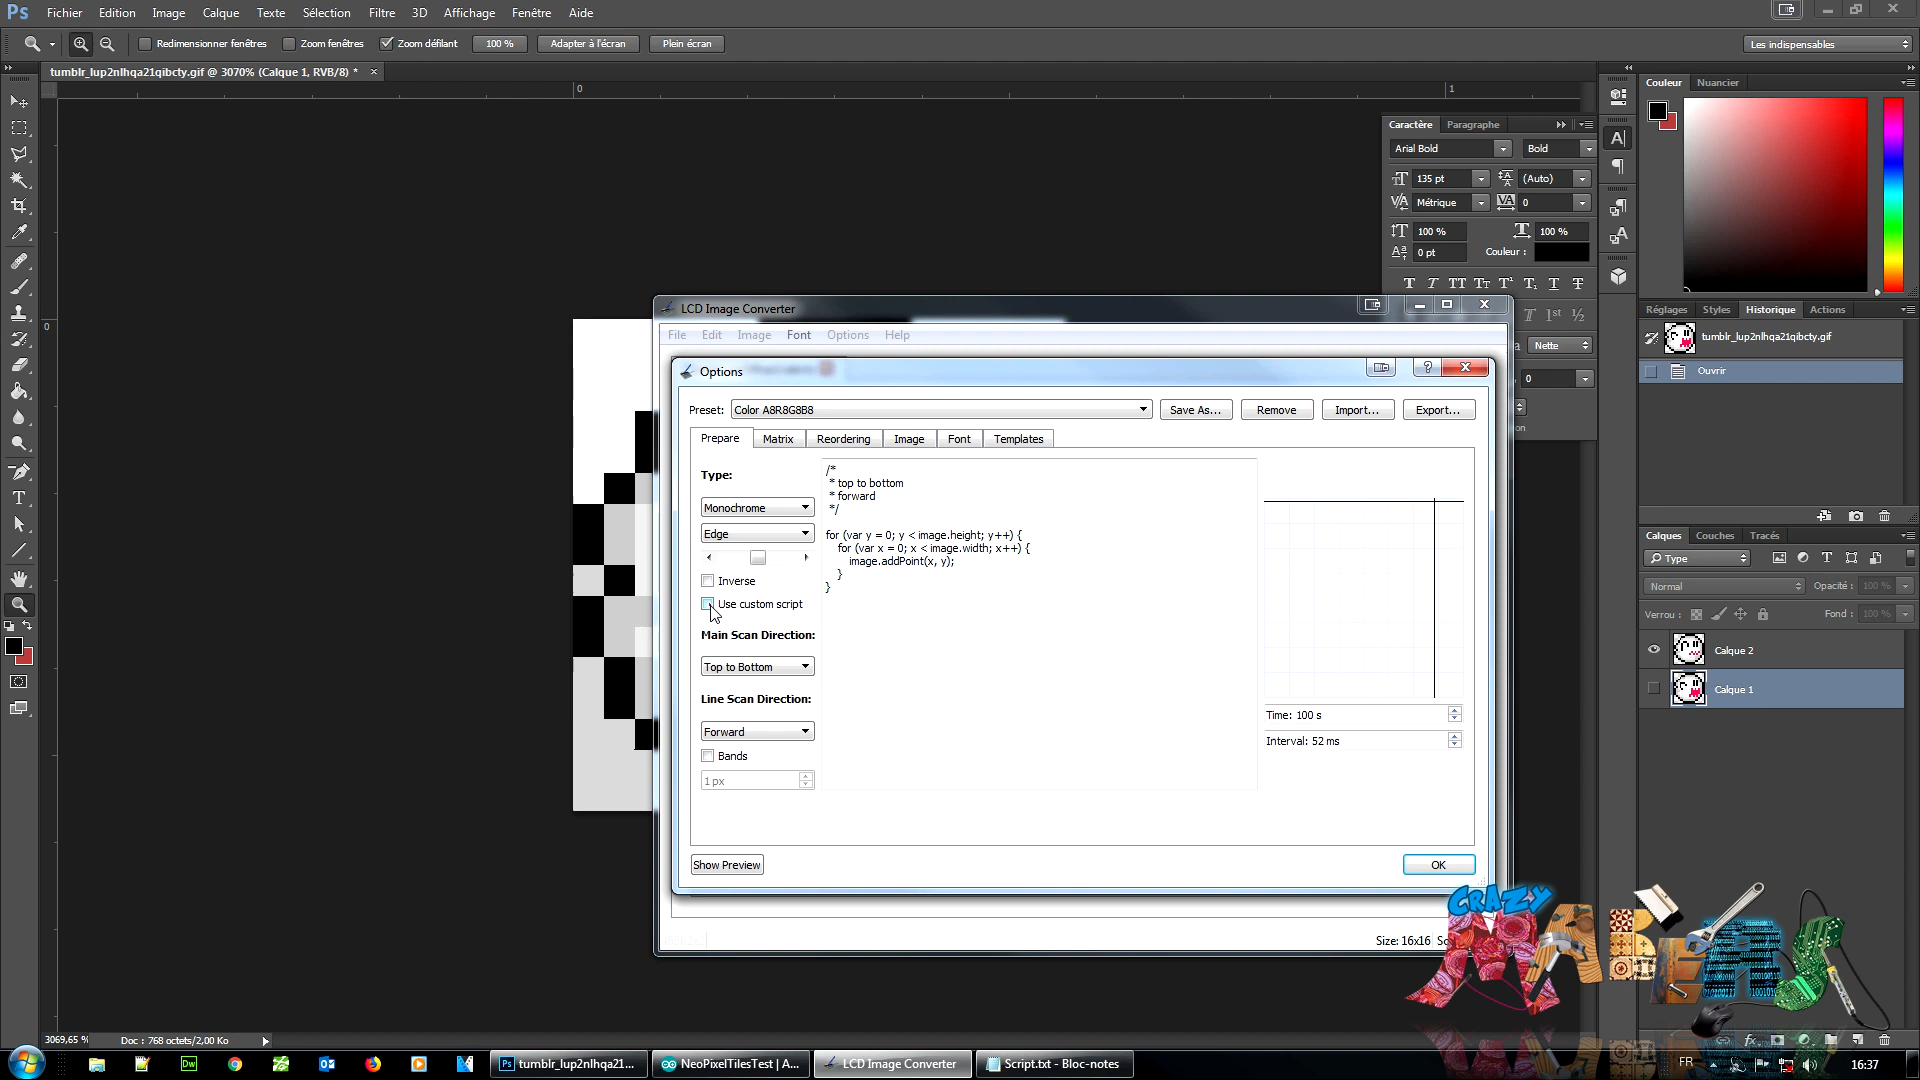 Ps Fichier Edition Image Calque Texte Sélection Filtre 3D Affichage Fenêtre Aide
Redimensionner fenêtres Zoom fenêtres Zoom défilant 100 % Adapter à l'écran Plein écran Les indispensables
tumblr_lup2nlhqa21qibcty.gif @ 3070% (Calque 1, RVB/8) * ×
0 1
0
Couleur Nuancier
Caractère Paragraphe
Arial Bold Bold
135 pt (Auto)
Métrique 0
100 % 100 %
0 pt Couleur :
Nette
0
Réglages Styles Historique Actions
tumblr_lup2nlhqa21qibcty.gif
Ouvrir
Calques Couches Tracés
Type
Normal Opacité : 100 %
Verrou : Fond : 100 %
Calque 2
Calque 1
LCD Image Converter
File Edit Image Font Options Help
Options
Preset: Color A8R8G8B8 Save As... Remove Import... Export...
Prepare Matrix Reordering Image Font Templates
Type:
Monochrome
Edge
Inverse
Use custom script
Main Scan Direction:
Top to Bottom
Line Scan Direction:
Forward
Bands
1 px
/*
* top to bottom
* forward
*/
for (var y = 0; y < image.height; y++) {
for (var x = 0; x < image.width; x++) {
image.addPoint(x, y);
}
}
Time: 100 s
Interval: 52 ms
Show Preview OK
Size: 16x16
CRAZY
MAKERS
3069,65 % Doc : 768 octets/2,00 Ko
tumblr_lup2nlhqa21... NeoPixelTilesTest | A... LCD Image Converter Script.txt - Bloc-notes FR 16:37